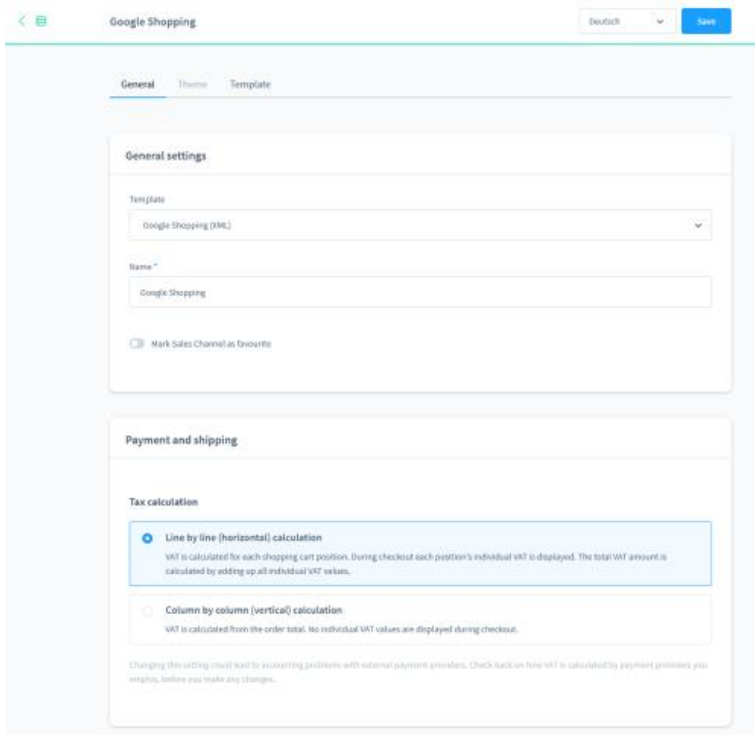 Google Shopping
Deutsch
Save
General
Theme
Template
General settings
Template
Google Shopping (XML)
Name *
Google Shopping
Mark Sales Channel as favourite
Payment and shipping
Tax calculation
Line by line (horizontal) calculation
VAT is calculated for each shopping cart position. During checkout each position's individual VAT is displayed. The total VAT amount is
calculated by adding up all individual VAT values.
Column by column (vertical) calculation
VAT is calculated from the order total. No individual VAT values are displayed during checkout.
Changing this setting could lead to accounting problems with external payment providers. Check back on how VAT is calculated by payment providers you
employ, before you make any changes.